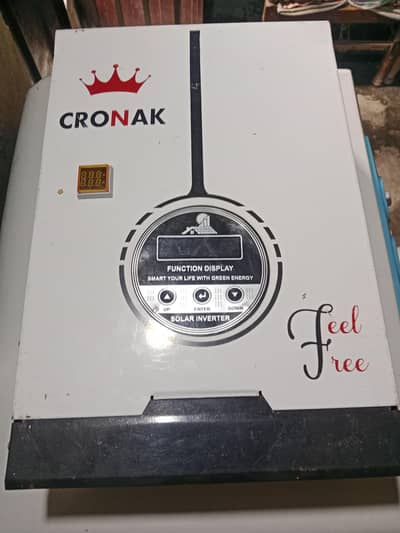 CRONAK
FUNCTION DISPLAY
SMART YOUR LIFE WITH GREEN ENERGY
UP ENTER DOWN
SOLAR INVERTER
Feel
Free